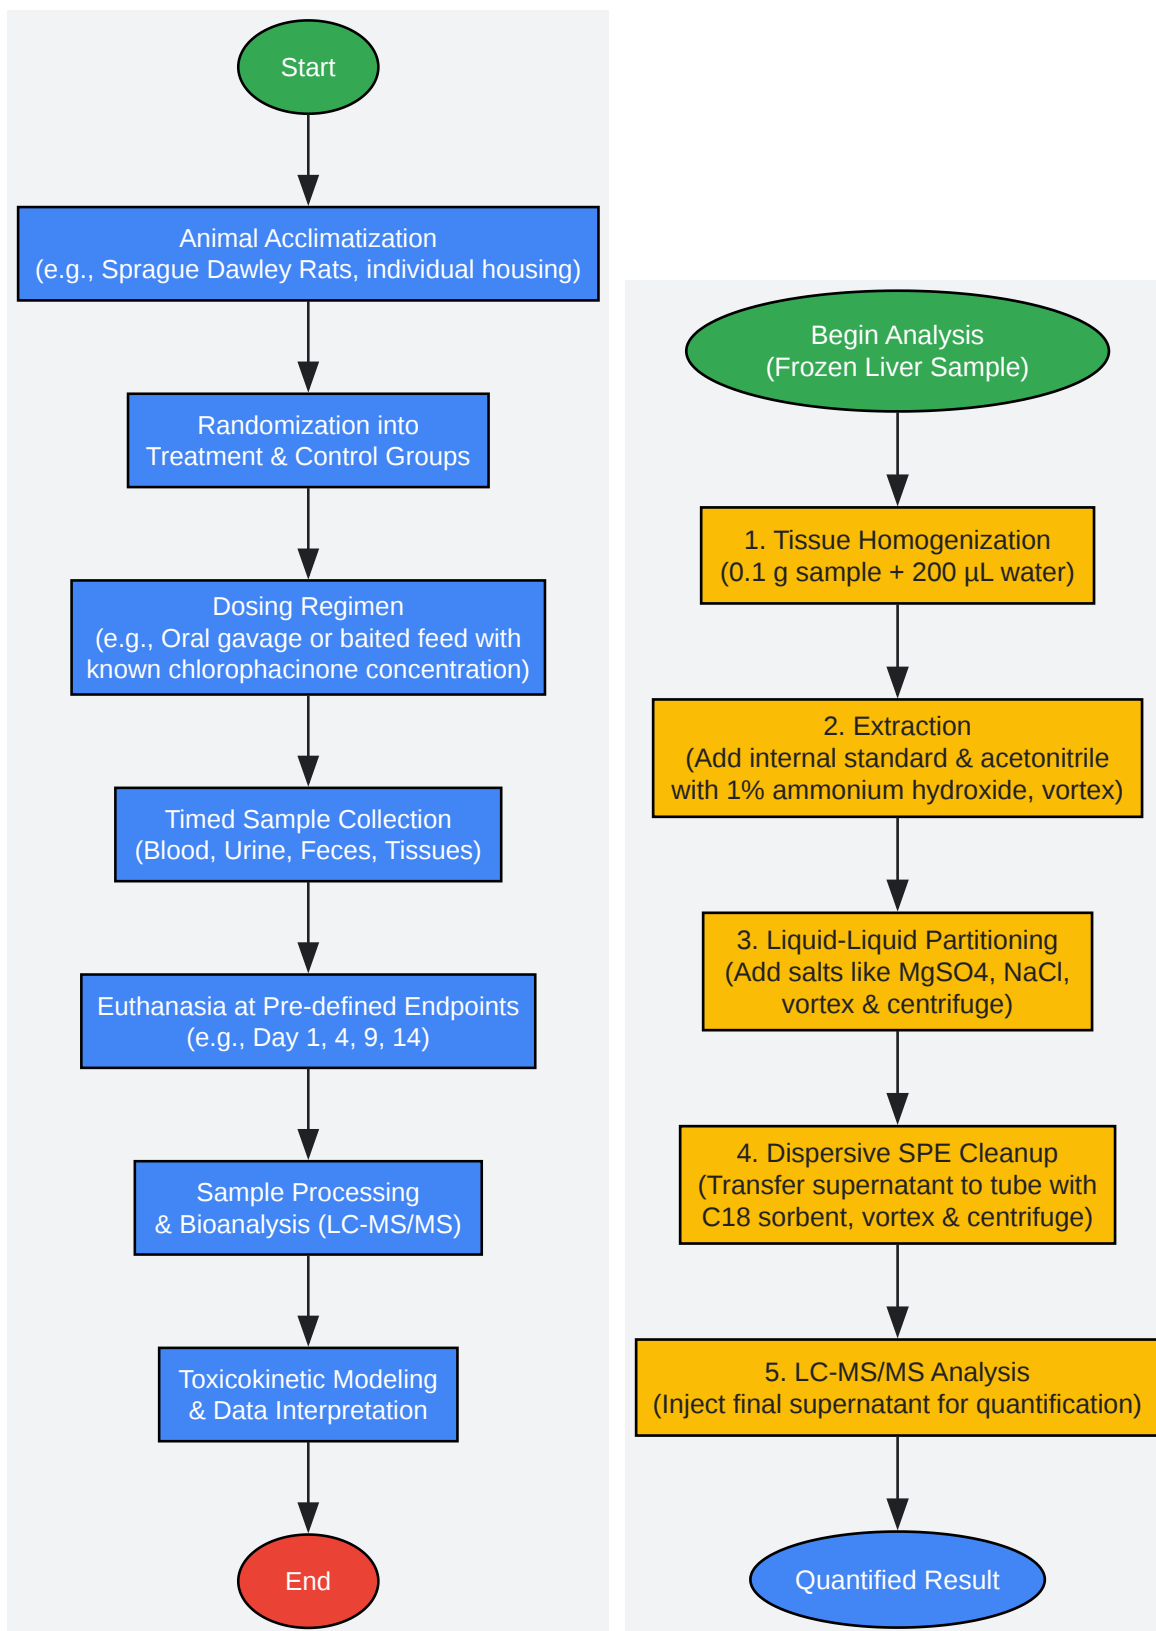 Start
Animal Acclimatization
(e.g., Sprague Dawley Rats, individual housing)
Randomization into
Treatment & Control Groups
Dosing Regimen
(e.g., Oral gavage or baited feed with
known chlorophacinone concentration)
Timed Sample Collection
(Blood, Urine, Feces, Tissues)
Euthanasia at Pre-defined Endpoints
(e.g., Day 1, 4, 9, 14)
Sample Processing
& Bioanalysis (LC-MS/MS)
Toxicokinetic Modeling
& Data Interpretation
End
Begin Analysis
(Frozen Liver Sample)
1. Tissue Homogenization
(0.1 g sample + 200 µL water)
2. Extraction
(Add internal standard & acetonitrile
with 1% ammonium hydroxide, vortex)
3. Liquid-Liquid Partitioning
(Add salts like MgSO4, NaCl,
vortex & centrifuge)
4. Dispersive SPE Cleanup
(Transfer supernatant to tube with
C18 sorbent, vortex & centrifuge)
5. LC-MS/MS Analysis
(Inject final supernatant for quantification)
Quantified Result